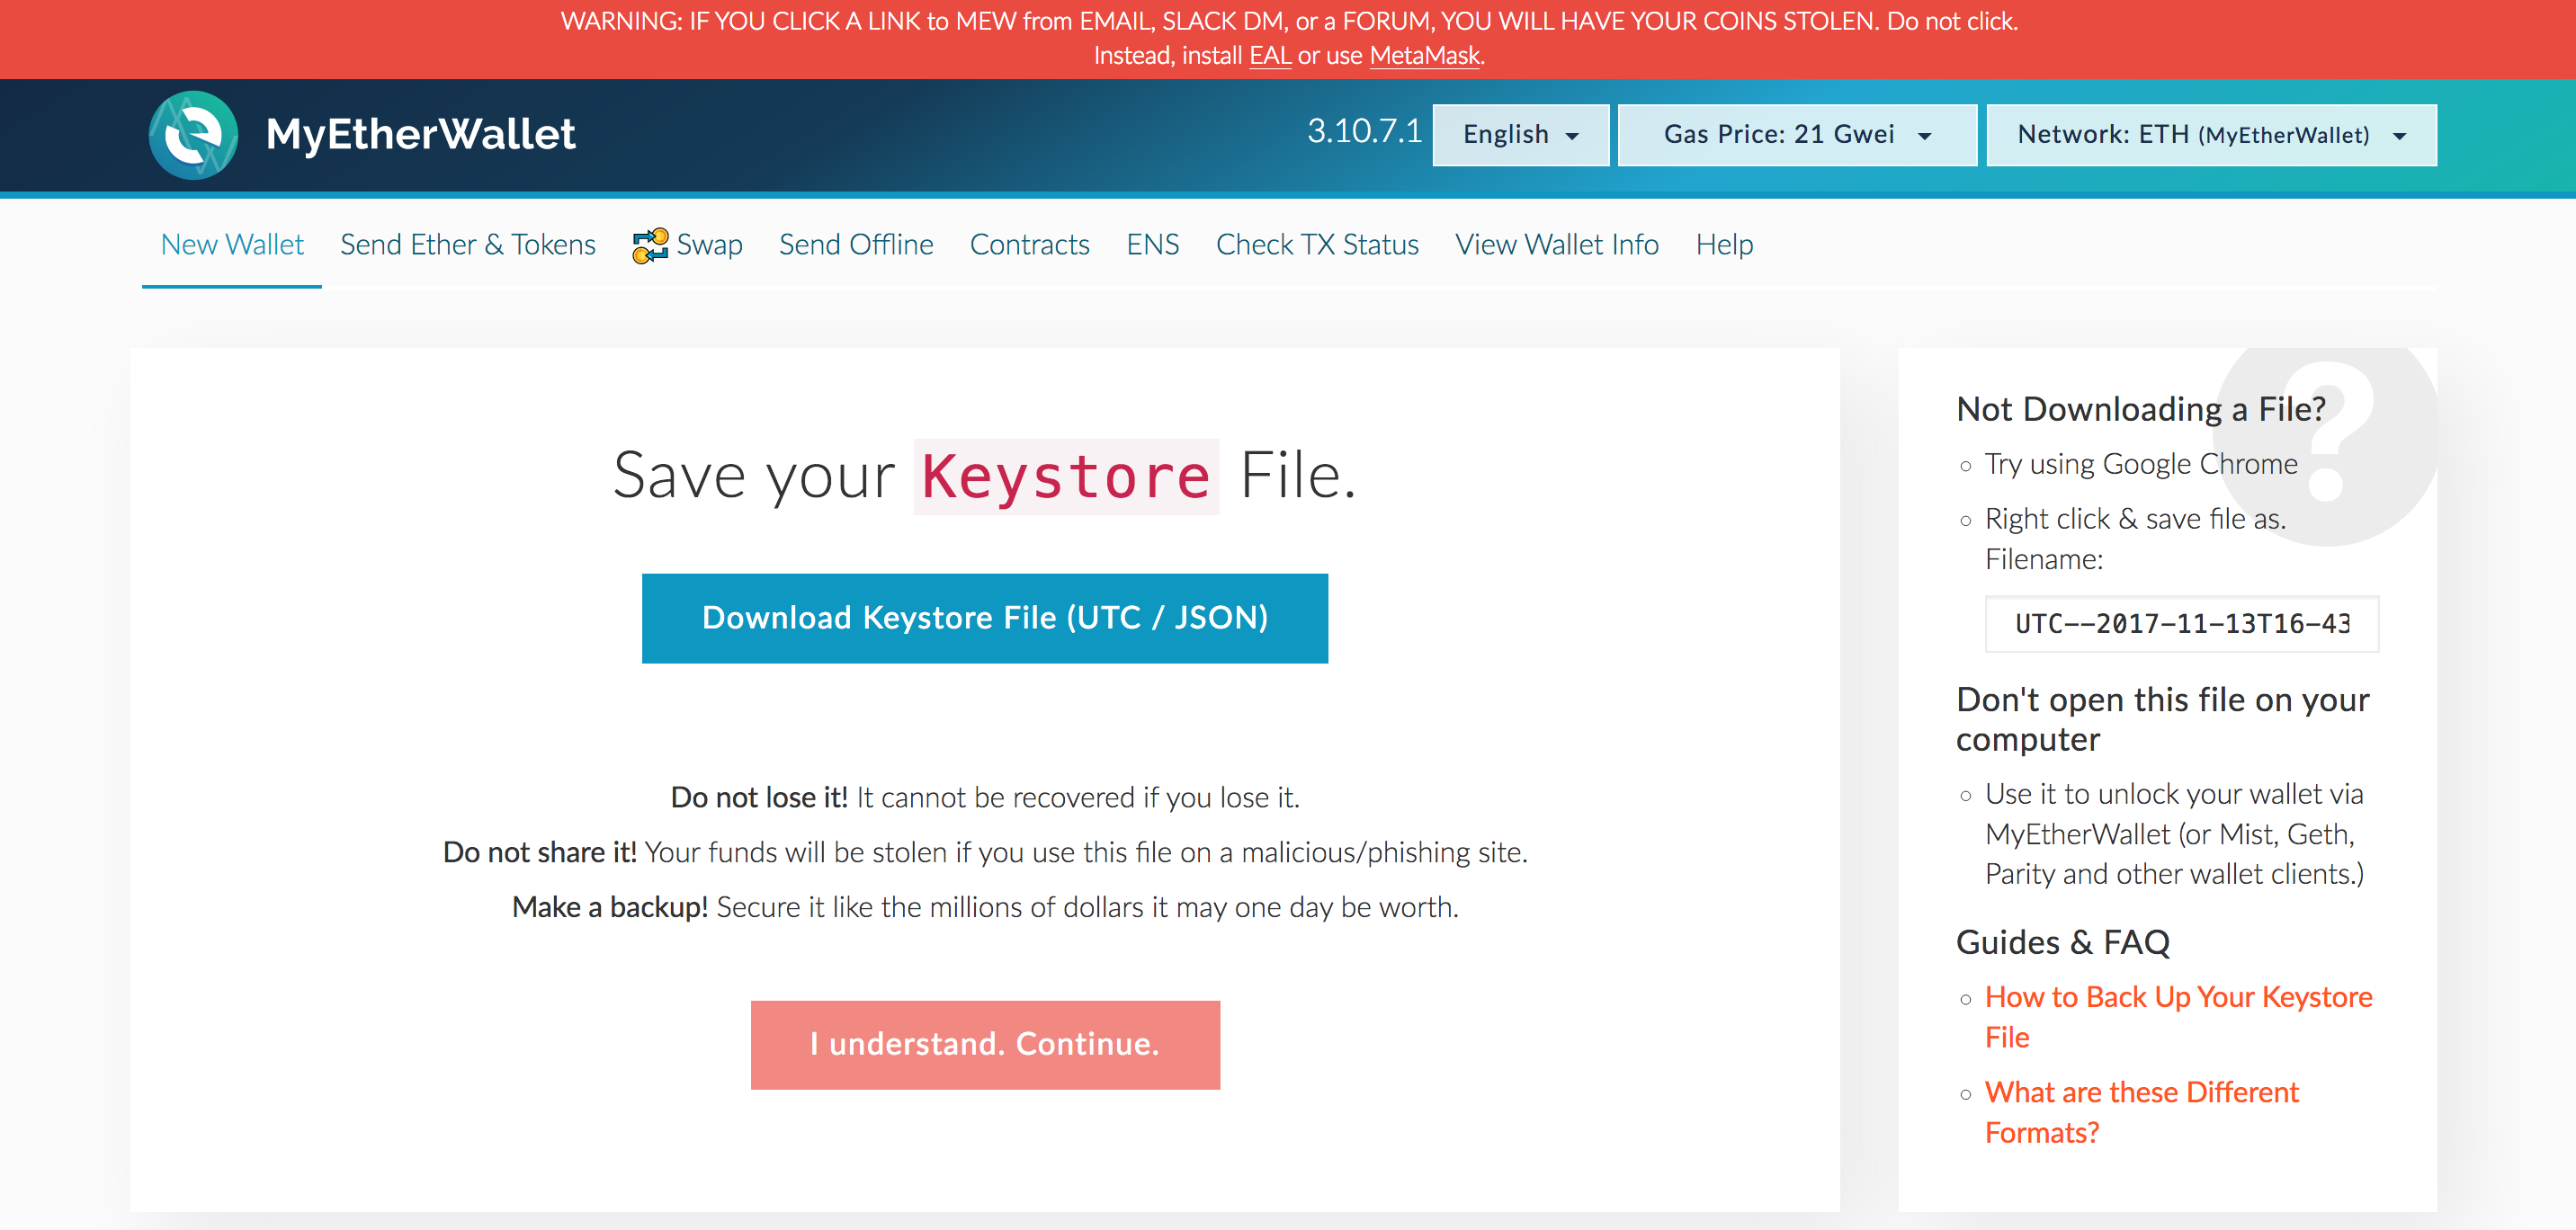 WARNING: IF YOU CLICK A LINK to MEW from EMAIL, SLACK DM, or a FORUM, YOU WILL HAVE YOUR COINS STOLEN. Do not click.
Instead, install EAL or use MetaMask.
MyEtherWallet
3.10.7.1
English
Gas Price: 21 Gwei
Network: ETH (MyEtherWallet)
New Wallet
Send Ether & Tokens
Swap
Send Offline
Contracts
ENS
Check TX Status
View Wallet Info
Help
Save your Keystore File.
Download Keystore File (UTC / JSON)
Do not lose it! It cannot be recovered if you lose it.
Do not share it! Your funds will be stolen if you use this file on a malicious/phishing site.
Make a backup! Secure it like the millions of dollars it may one day be worth.
I understand. Continue.
Not Downloading a File?
Try using Google Chrome
Right click & save file as.
Filename:
UTC--2017-11-13T16-43
Don't open this file on your
computer
Use it to unlock your wallet via
MyEtherWallet (or Mist, Geth,
Parity and other wallet clients.)
Guides & FAQ
How to Back Up Your Keystore
File
What are these Different
Formats?